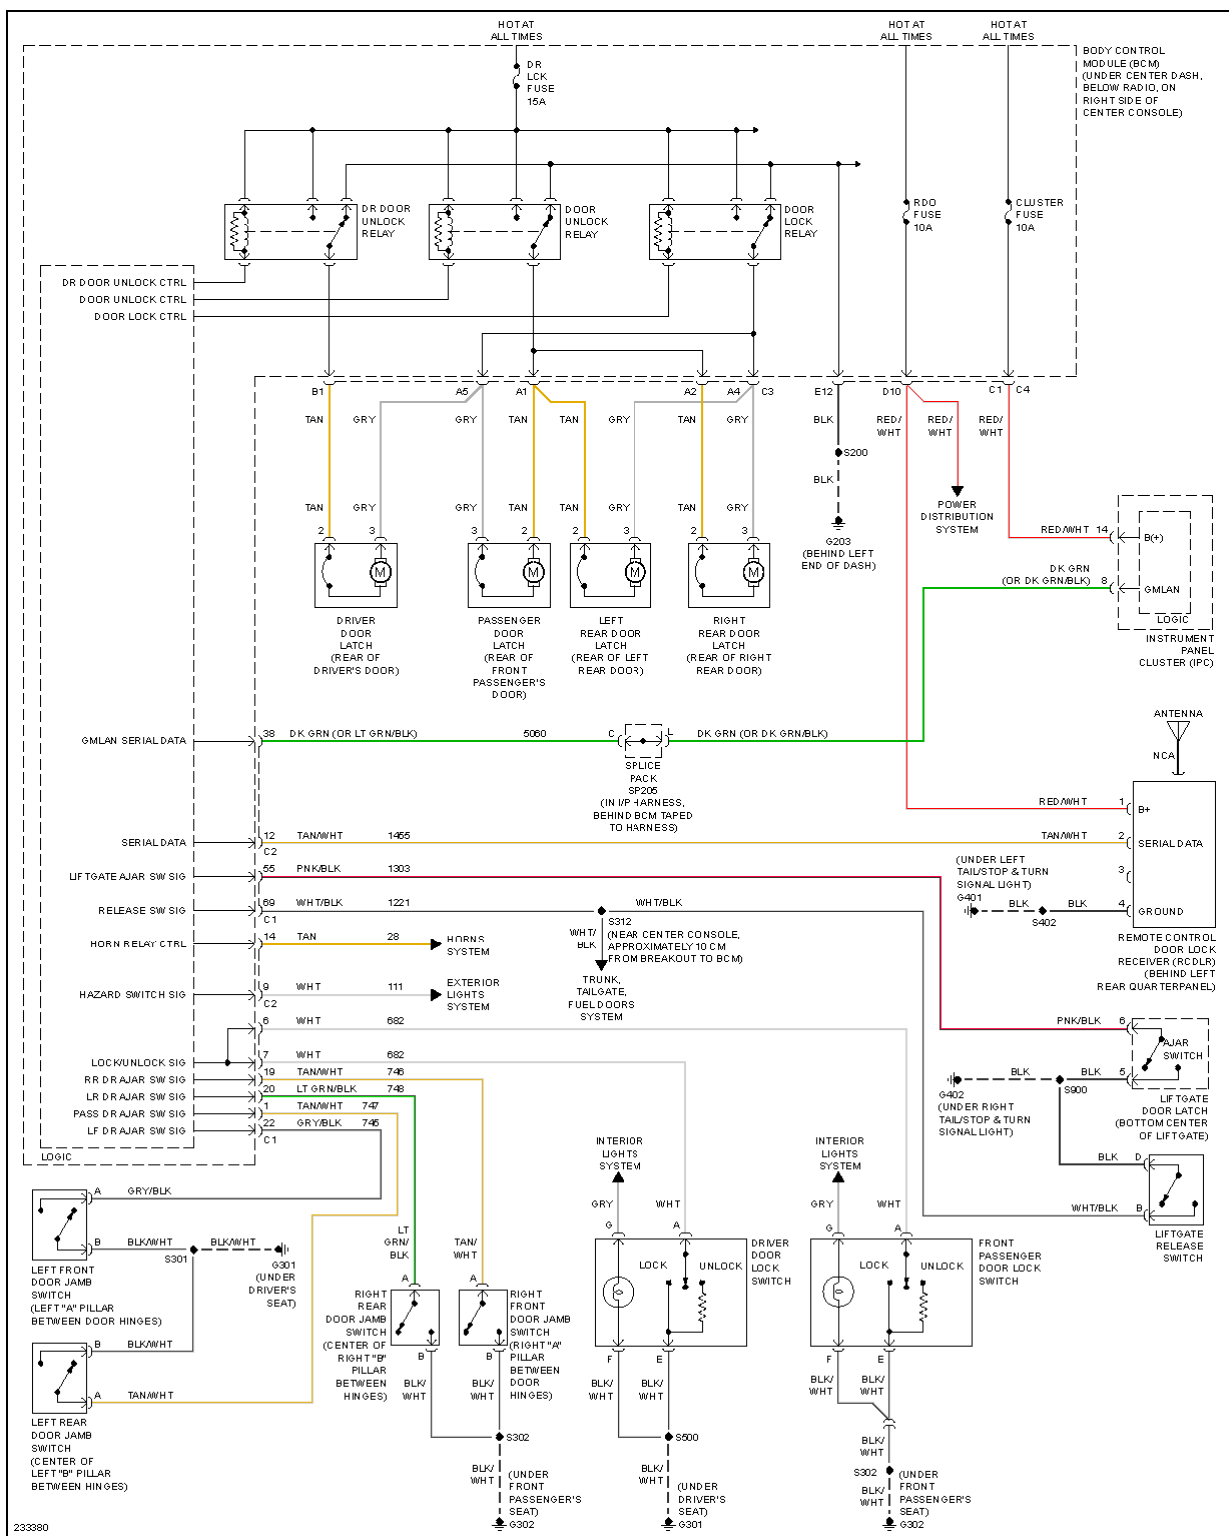 HOT AT
ALL TIMES
HOT AT
ALL TIMES
HOT AT
ALL TIMES
BODY CONTROL
MODULE (BCM)
(UNDER CENTER DASH,
BELOW RADIO, ON
RIGHT SIDE OF
CENTER CONSOLE)
DR
LCK
FUSE
15A
DR DOOR
UNLOCK
RELAY
DOOR
UNLOCK
RELAY
DOOR
LOCK
RELAY
RDO
FUSE
10A
CLUSTER
FUSE
10A
DR DOOR UNLOCK CTRL
DOOR UNLOCK CTRL
DOOR LOCK CTRL
B1 A5 A1 A2 A4 C3 E12 D10 C1 C4
TAN GRY GRY TAN TAN GRY TAN GRY BLK
RED/
WHT
RED/
WHT
RED/
WHT
S200
BLK
TAN GRY GRY TAN TAN GRY TAN GRY
2 3 3 2 2 3 2 3
M M M M
G203
(BEHIND LEFT
END OF DASH)
POWER
DISTRIBUTION
SYSTEM
RED/WHT 14
B(+)
DK GRN
(OR DK GRN/BLK) 8
GMLAN
LOGIC
INSTRUMENT
PANEL
CLUSTER (IPC)
DRIVER
DOOR
LATCH
(REAR OF
DRIVER'S DOOR)
PASSENGER
DOOR
LATCH
(REAR OF
FRONT
PASSENGER'S
DOOR)
LEFT
REAR DOOR
LATCH
(REAR OF LEFT
REAR DOOR)
RIGHT
REAR DOOR
LATCH
(REAR OF RIGHT
REAR DOOR)
GMLAN SERIAL DATA
38 DK GRN (OR LT GRN/BLK) 5060 C L DK GRN (OR DK GRN/BLK)
SPLICE
PACK
SP205
(IN I/P HARNESS,
BEHIND BCM TAPED
TO HARNESS)
ANTENNA
NCA
RED/WHT 1
B+
SERIAL DATA
12 TAN/WHT 1455
C2
TAN/WHT 2
SERIAL DATA
LIFTGATE AJAR SW SIG
55 PNK/BLK 1303
3
(UNDER LEFT
TAIL/STOP & TURN
SIGNAL LIGHT)
G401
BLK
S402
BLK 4
GROUND
REMOTE CONTROL
DOOR LOCK
RECEIVER (RCDLR)
(BEHIND LEFT
REAR QUARTERPANEL)
RELEASE SW SIG
69 WHT/BLK 1221
C1
WHT/BLK
S312
(NEAR CENTER CONSOLE,
APPROXIMATELY 10 CM
FROM BREAKOUT TO BCM)
WHT/
BLK
TRUNK,
TAILGATE,
FUEL DOORS
SYSTEM
HORN RELAY CTRL
14 TAN 28
HORNS
SYSTEM
HAZARD SWITCH SIG
9 WHT 111
C2
EXTERIOR
LIGHTS
SYSTEM
6 WHT 682
LOCK/UNLOCK SIG
7 WHT 682
RR DR AJAR SW SIG
19 TAN/WHT 746
LR DR AJAR SW SIG
20 LT GRN/BLK 748
PASS DR AJAR SW SIG
1 TAN/WHT 747
LF DR AJAR SW SIG
22 GRY/BLK 745
C1
LOGIC
PNK/BLK 6
AJAR
SWITCH
BLK 5
S900
BLK
G402
(UNDER RIGHT
TAIL/STOP & TURN
SIGNAL LIGHT)
LIFTGATE
DOOR LATCH
(BOTTOM CENTER
OF LIFTGATE)
BLK D
WHT/BLK B
LIFTGATE
RELEASE
SWITCH
A GRY/BLK
B BLK/WHT
S301
BLK/WHT
G301
(UNDER
DRIVER'S
SEAT)
LEFT FRONT
DOOR JAMB
SWITCH
(LEFT "A" PILLAR
BETWEEN DOOR HINGES)
B BLK/WHT
A TAN/WHT
LEFT REAR
DOOR JAMB
SWITCH
(CENTER OF
LEFT "B" PILLAR
BETWEEN HINGES)
LT
GRN/
BLK
A
TAN/
WHT
A
RIGHT
REAR
DOOR JAMB
SWITCH
(CENTER OF
RIGHT "B"
PILLAR
BETWEEN
HINGES)
B
BLK/
WHT
RIGHT
FRONT
DOOR JAMB
SWITCH
(RIGHT "A"
PILLAR
BETWEEN
DOOR
HINGES)
B
BLK/
WHT
S302
BLK/
WHT
(UNDER
FRONT
PASSENGER'S
SEAT)
G302
INTERIOR
LIGHTS
SYSTEM
GRY WHT
G A
DRIVER
DOOR
LOCK
SWITCH
LOCK UNLOCK
F E
BLK/
WHT
BLK/
WHT
S500
BLK/
WHT
(UNDER
DRIVER'S
SEAT)
G301
INTERIOR
LIGHTS
SYSTEM
GRY WHT
G A
FRONT
PASSENGER
DOOR LOCK
SWITCH
LOCK UNLOCK
F E
BLK/
WHT
BLK/
WHT
BLK/
WHT
S302
BLK/
WHT
(UNDER
FRONT
PASSENGER'S
SEAT)
G302
233380